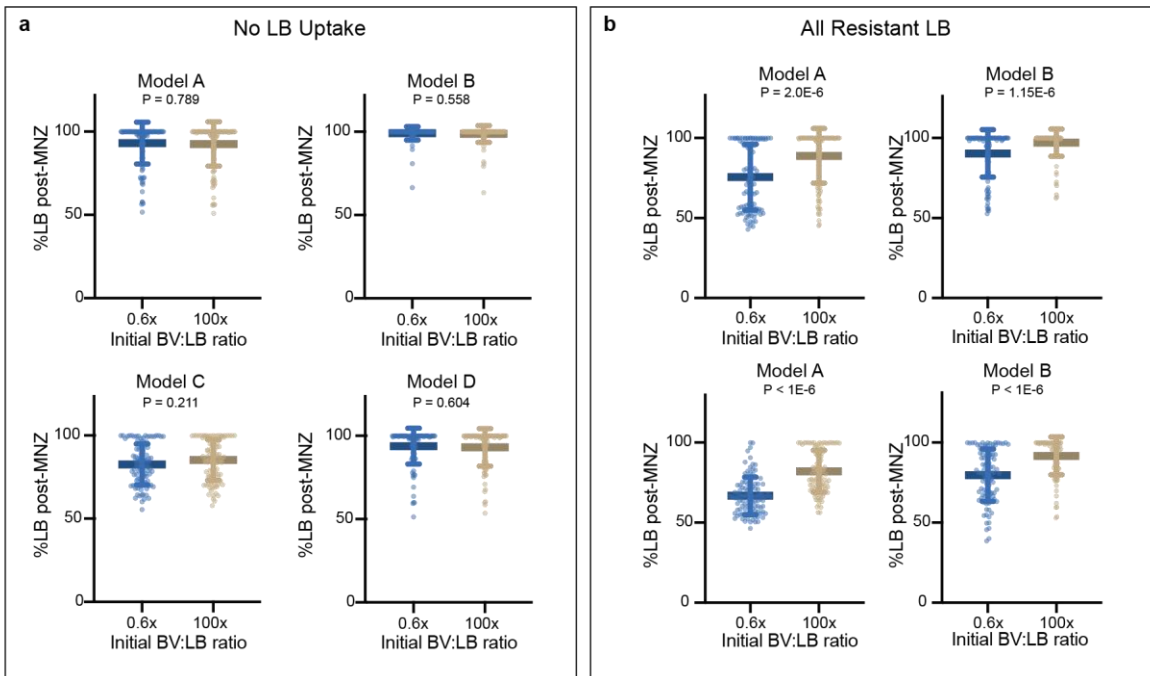 a
No LB Uptake
Model A
P = 0.789
%LB post-MNZ
100
50
0
0.6x 100x
Initial BV:LB ratio
Model B
P = 0.558
%LB post-MNZ
100
50
0
0.6x 100x
Initial BV:LB ratio
Model C
P = 0.211
%LB post-MNZ
100
50
0
0.6x 100x
Initial BV:LB ratio
Model D
P = 0.604
%LB post-MNZ
100
50
0
0.6x 100x
Initial BV:LB ratio
b
All Resistant LB
Model A
P = 2.0E-6
%LB post-MNZ
100
50
0
0.6x 100x
Initial BV:LB ratio
Model B
P = 1.15E-6
%LB post-MNZ
100
50
0
0.6x 100x
Initial BV:LB ratio
Model A
P < 1E-6
%LB post-MNZ
100
50
0
0.6x 100x
Initial BV:LB ratio
Model B
P < 1E-6
%LB post-MNZ
100
50
0
0.6x 100x
Initial BV:LB ratio